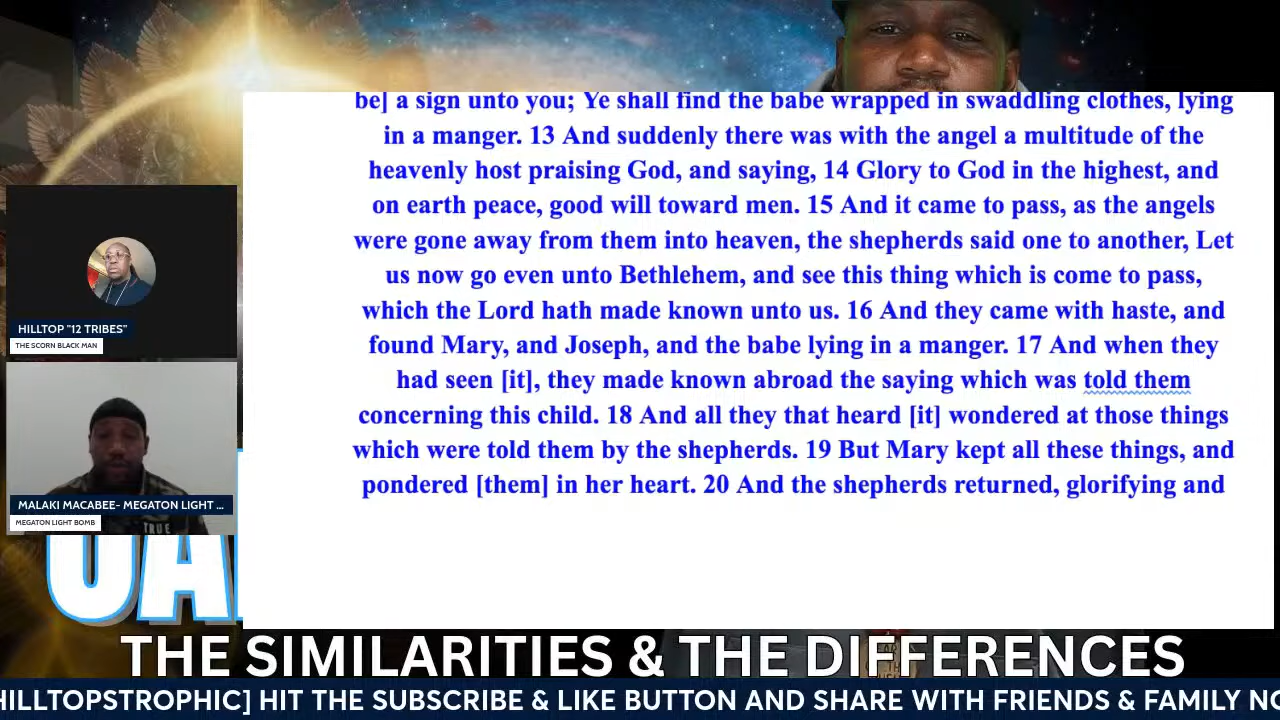 be] a sign unto you; Ye shall find the babe wrapped in swaddling clothes, lying
in a manger. 13 And suddenly there was with the angel a multitude of the
heavenly host praising God, and saying, 14 Glory to God in the highest, and
on earth peace, good will toward men. 15 And it came to pass, as the angels
were gone away from them into heaven, the shepherds said one to another, Let
us now go even unto Bethlehem, and see this thing which is come to pass,
which the Lord hath made known unto us. 16 And they came with haste, and
found Mary, and Joseph, and the babe lying in a manger. 17 And when they
had seen [it], they made known abroad the saying which was told them
concerning this child. 18 And all they that heard [it] wondered at those things
which were told them by the shepherds. 19 But Mary kept all these things, and
pondered [them] in her heart. 20 And the shepherds returned, glorifying and
HILLTOP "12 TRIBES"
THE SCORN BLACK MAN
MALAKI MACABEE- MEGATON LIGHT ...
MEGATON LIGHT BOMB
TRUE
THE SIMILARITIES & THE DIFFERENCES
HILLTOPSTROPHIC] HIT THE SUBSCRIBE & LIKE BUTTON AND SHARE WITH FRIENDS & FAMILY NO